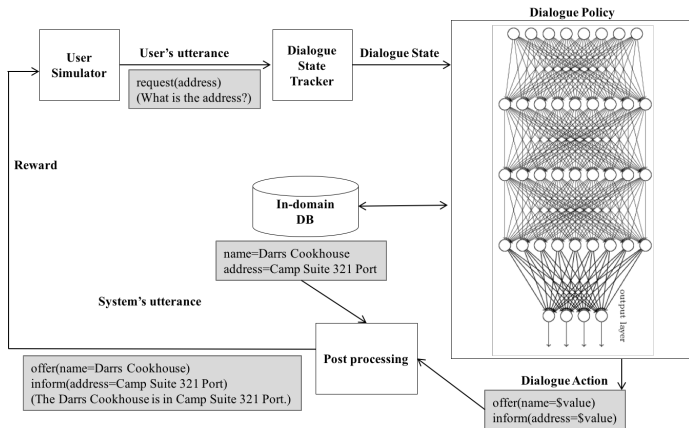 Dialogue Policy
User
Simulator
User's utterance
request(address)
(What is the address?)
Dialogue
State
Tracker
Dialogue State
Reward
In-domain
DB
name=Darrs Cookhouse
address=Camp Suite 321 Port
output layer
System's utterance
Post processing
offer(name=Darrs Cookhouse)
inform(address=Camp Suite 321 Port)
(The Darrs Cookhouse is in Camp Suite 321 Port.)
Dialogue Action
offer(name=$value)
inform(address=$value)